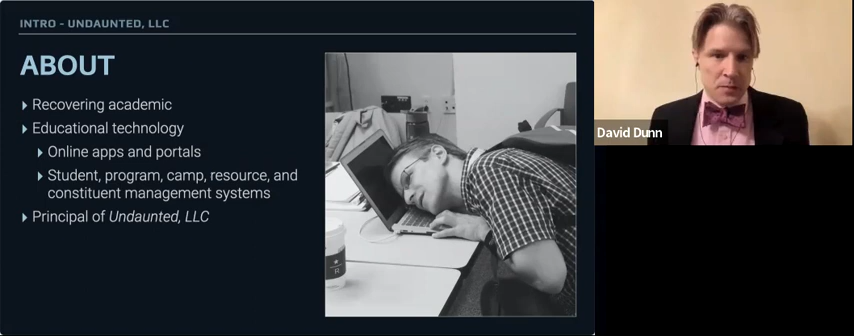 INTRO - UNDAUNTED, LLC
ABOUT
Recovering academic
Educational technology
Online apps and portals
Student, program, camp, resource, and
constituent management systems
Principal of Undaunted, LLC
David Dunn
R